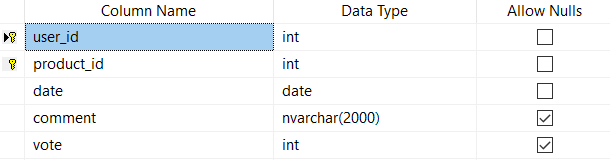 Column Name Data Type Allow Nulls
user_id int
product_id int
date date
comment nvarchar(2000)
vote int